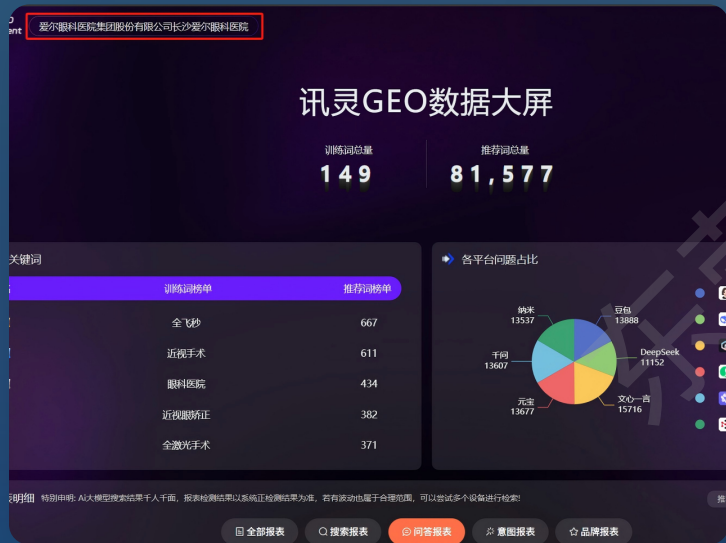 ent
爱尔眼科医院集团股份有限公司长沙爱尔眼科医院
讯灵GEO数据大屏
训练词总量
推荐词总量
149
81,577
关键词
各平台问题占比
训练词榜单
推荐词榜单
全飞秒
667
近视手术
611
眼科医院
434
近视眼矫正
382
全激光手术
371
纳米
13537
豆包
13888
千问
13607
DeepSeek
11152
元宝
13677
文心一言
15716
明细
特别申明: Ai大模型搜索结果千人千面，报表检测结果以系统正检测结果为准，若有波动也属于合理范围，可以尝试多个设备进行检索!
推
全部报表
搜索报表
问答报表
意图报表
品牌报表